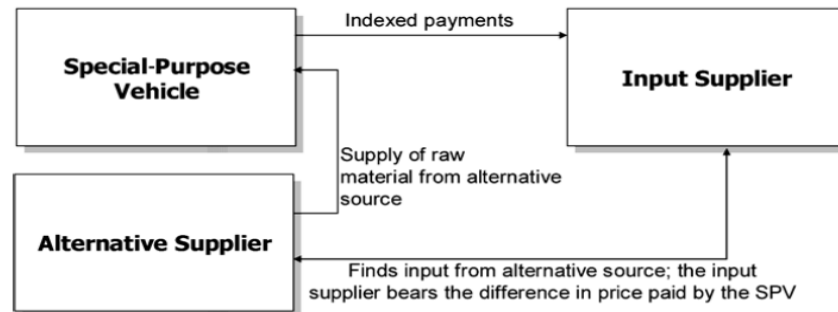 Indexed payments
Special-Purpose
Vehicle
Input Supplier
Supply of raw
material from alternative
source
Alternative Supplier
Finds input from alternative source; the input
supplier bears the difference in price paid by the SPV